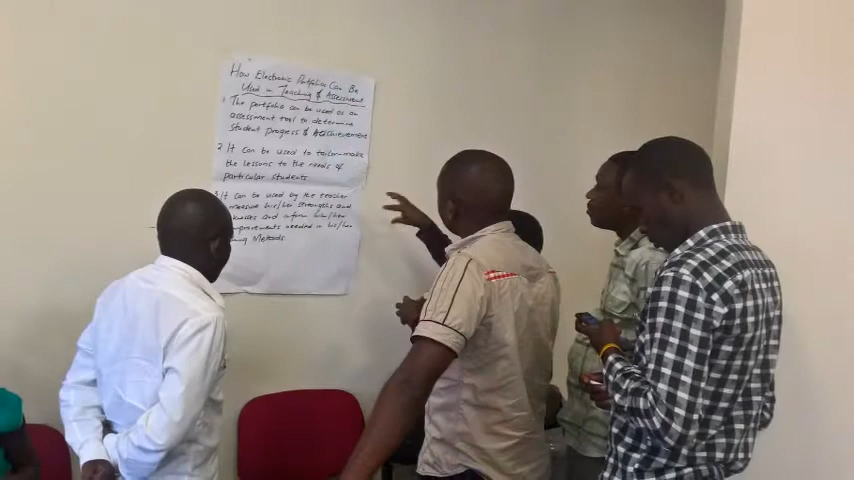 How Electronic Portfolios Can Be
Used in Teaching & Assessment
1 The portfolio can be used as an
assessment tool to determine
student progress & Achievement
2 It can be used to tailor-make
the lessons to the needs of
particular students
3 It can be used by the teacher
measure his/her strengths and
and inform him/her
improvements needed in his/her
Methods